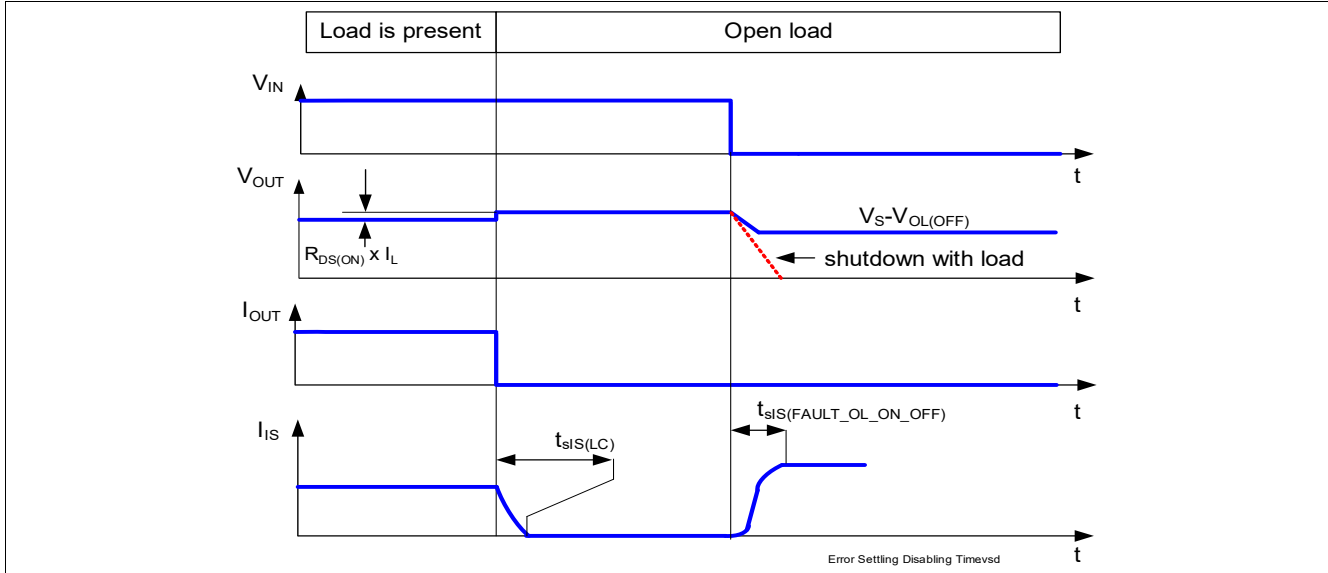 Load is present
Open load
VIN
t
VOUT
VS-VOL(OFF)
RDS(ON) x IL
shutdown with load
t
IOUT
t
tsIS(FAULT_OL_ON_OFF)
IIS
tsIS(LC)
t
Error Settling Disabling Timevsd